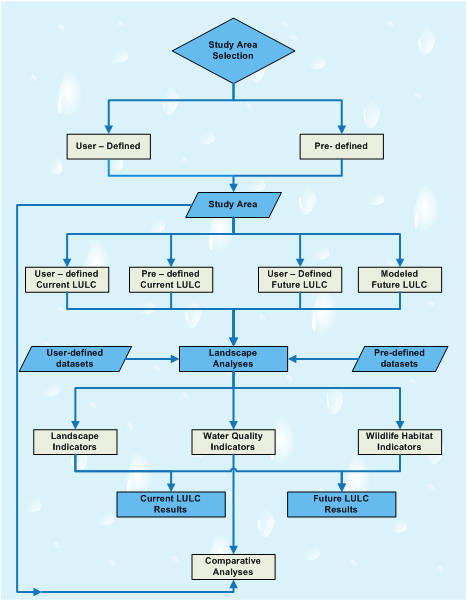 Study Area
Selection
User – Defined
Pre- defined
Study Area
User – defined
Current LULC
Pre – defined
Current LULC
User – Defined
Future LULC
Modeled
Future LULC
User-defined
datasets
Landscape
Analyses
Pre-defined
datasets
Landscape
Indicators
Water Quality
Indicators
Wildlife Habitat
Indicators
Current LULC
Results
Future LULC
Results
Comparative
Analyses